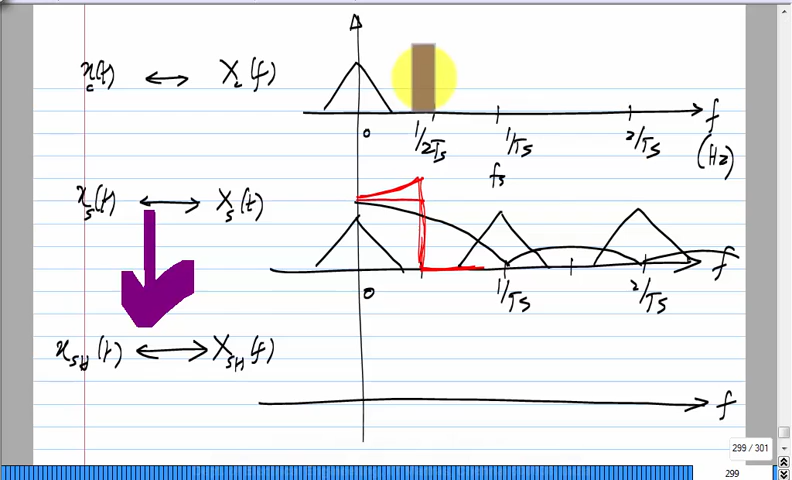 x_c(t) ↔ X_c(f)
0 1/2Ts 1/Ts 2/Ts f
fs (Hz)
x_s(t) ↔ X_s(t)
0 1/Ts 2/Ts f
x_SH(t) ↔ X_SH(f)
f
299 / 301
299